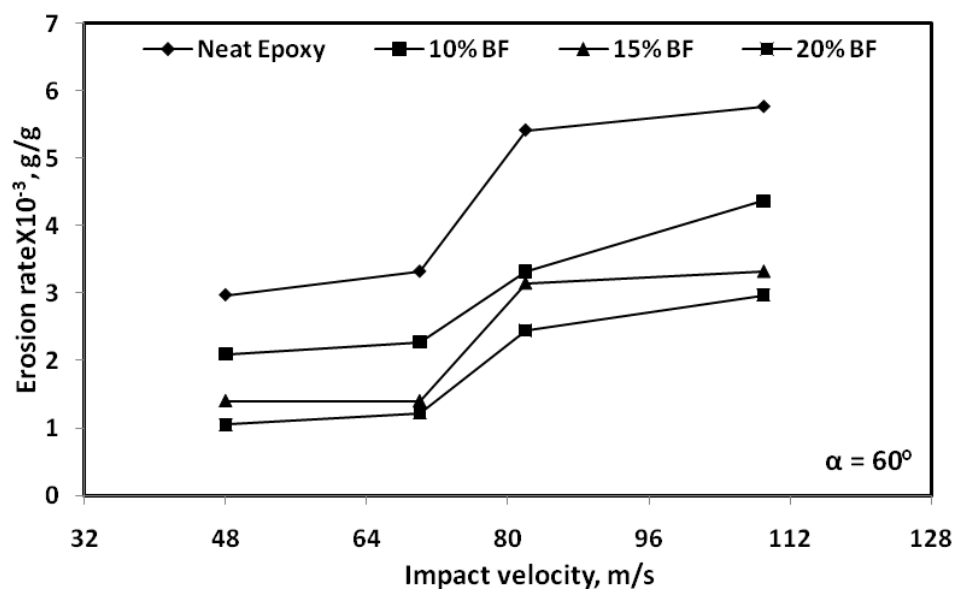 7
Neat Epoxy 10% BF 15% BF 20% BF
6
5
4
3
2
1
0
Erosion rateX10⁻³, g/g
α = 60°
32 48 64 80 96 112 128
Impact velocity, m/s